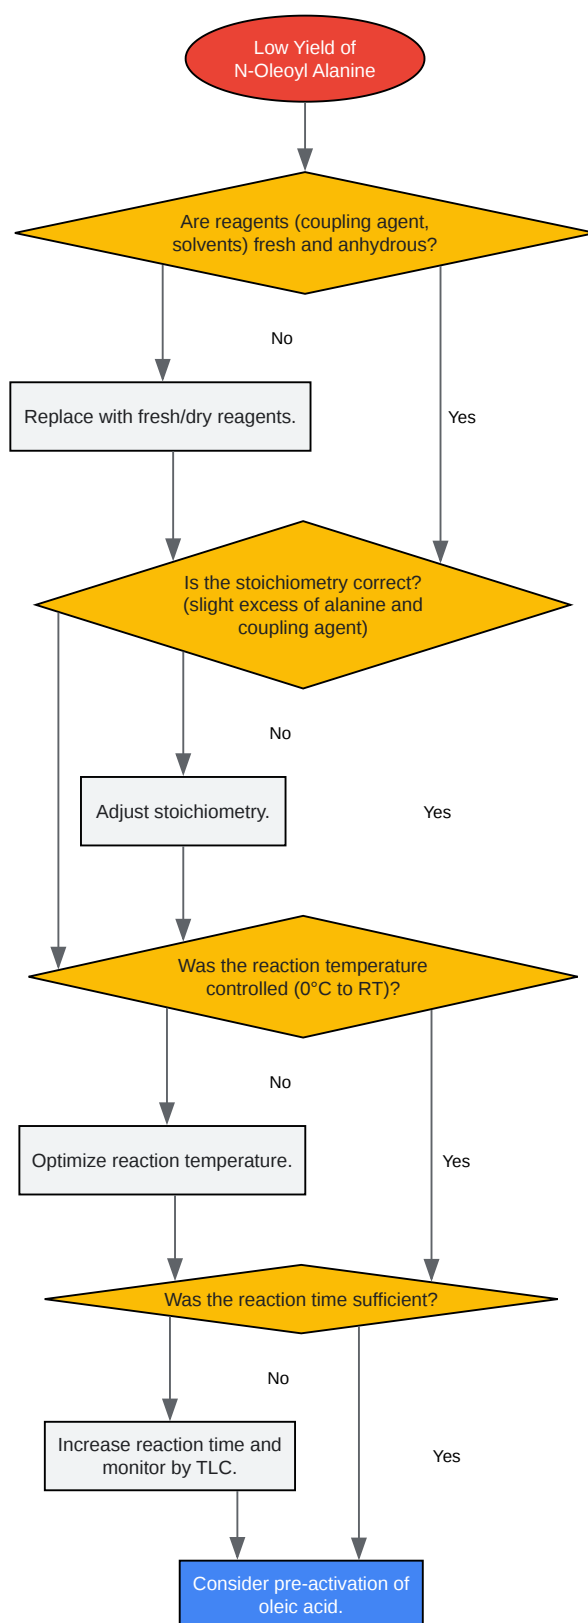 Low Yield of
N-Oleoyl Alanine
Are reagents (coupling agent,
solvents) fresh and anhydrous?
No
Replace with fresh/dry reagents.
Yes
Is the stoichiometry correct?
(slight excess of alanine and
coupling agent)
No
Adjust stoichiometry.
Yes
Was the reaction temperature
controlled (0°C to RT)?
No
Optimize reaction temperature.
Yes
Was the reaction time sufficient?
No
Increase reaction time and
monitor by TLC.
Yes
Consider pre-activation of
oleic acid.